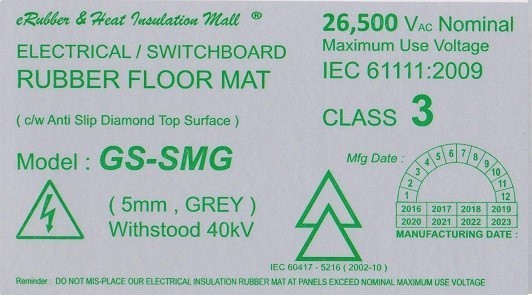 eRubber & Heat Insulation Mall ®
ELECTRICAL / SWITCHBOARD
RUBBER FLOOR MAT
( c/w Anti Slip Diamond Top Surface )
Model : GS-SMG
( 5mm , GREY )
Withstood 40kV
26,500 VAC Nominal
Maximum Use Voltage
IEC 61111:2009
CLASS 3
Mfg Date :
1 2 3 4 5 6 7 8 9 10 11 12
2016 2017 2018 2019
2020 2021 2022 2023
MANUFACTURING DATE :
IEC 60417 - 5216 ( 2002-10 )
Reminder : DO NOT MIS-PLACE OUR ELECTRICAL INSULATION RUBBER MAT AT PANELS EXCEED NOMINAL MAXIMUM USE VOLTAGE